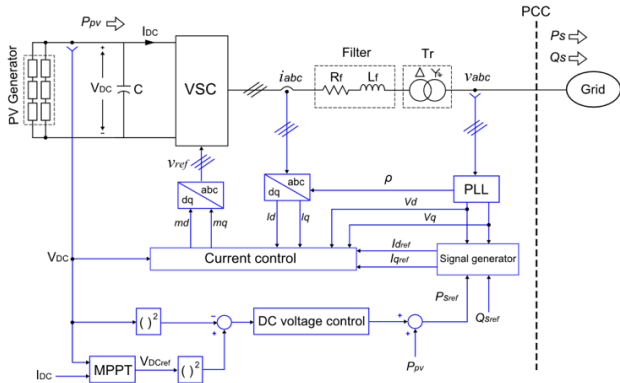 PCC
Ppv
IDC
Ps
Qs
Filter
Tr
iabc
Rf
Lf
Δ
Y
vabc
PV Generator
VDC
C
VSC
Grid
vref
abc
dq
abc
dq
ρ
PLL
md
mq
Id
Iq
Vd
Vq
VDC
Current control
Idref
Iqref
Signal generator
PSref
QSref
( )²
-
+
DC voltage control
+
+
Ppv
MPPT
VDCref
( )²
IDC